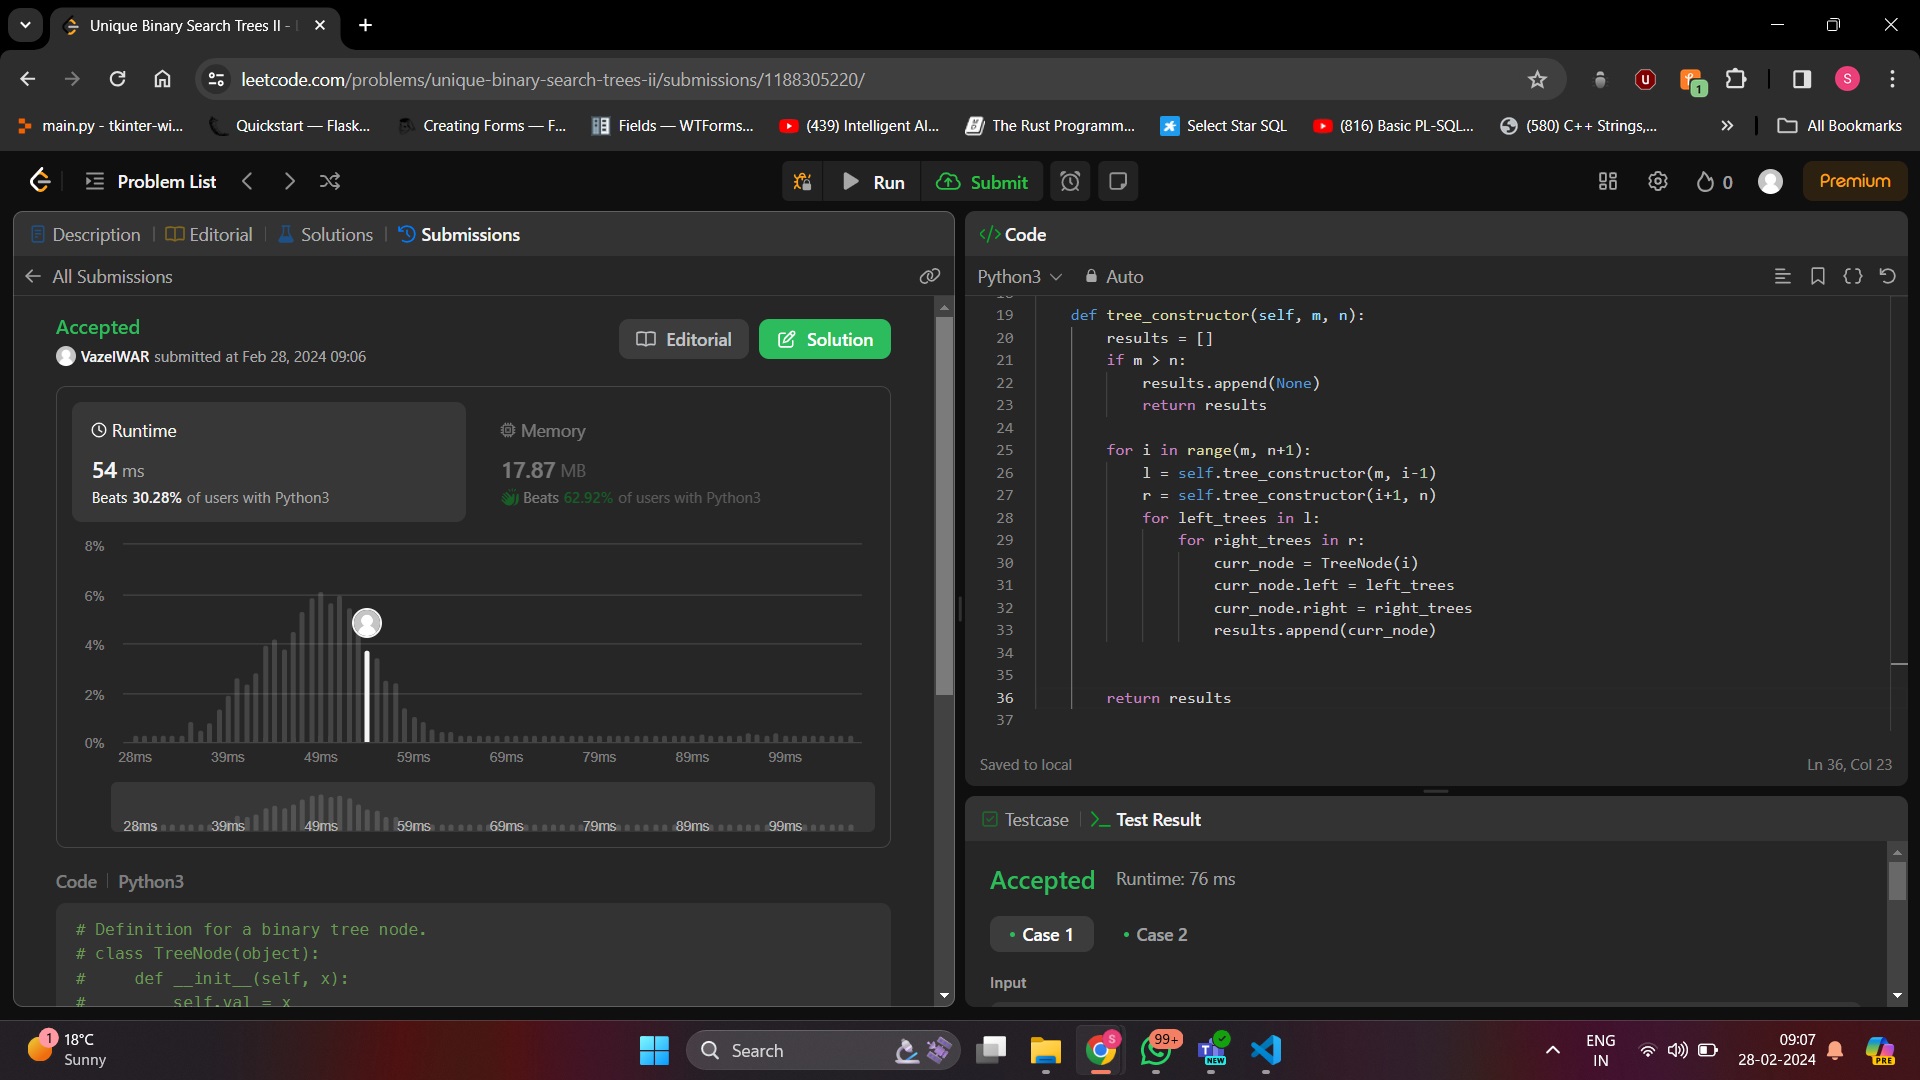 Unique Binary Search Trees II -
leetcode.com/problems/unique-binary-search-trees-ii/submissions/1188305220/
1
S
main.py - tkinter-wi...
Quickstart — Flask...
Creating Forms — F...
Fields — WTForms...
(439) Intelligent AI...
The Rust Programm...
Select Star SQL
(816) Basic PL-SQL...
(580) C++ Strings,...
All Bookmarks
Problem List
Run
Submit
0
Premium
Description
Editorial
Solutions
Submissions
All Submissions
Accepted
VazelWAR submitted at Feb 28, 2024 09:06
Editorial
Solution
Runtime
54 ms
Beats 30.28% of users with Python3
Memory
17.87 MB
Beats 62.92% of users with Python3
8%
6%
4%
2%
0%
28ms 39ms 49ms 59ms 69ms 79ms 89ms 99ms
28ms 39ms 49ms 59ms 69ms 79ms 89ms 99ms
Code Python3
# Definition for a binary tree node.
# class TreeNode(object):
#     def __init__(self, x):
#         self.val = x
</> Code
Python3
Auto
19 def tree_constructor(self, m, n):
20     results = []
21     if m > n:
22         results.append(None)
23         return results
24
25     for i in range(m, n+1):
26         l = self.tree_constructor(m, i-1)
27         r = self.tree_constructor(i+1, n)
28         for left_trees in l:
29             for right_trees in r:
30                 curr_node = TreeNode(i)
31                 curr_node.left = left_trees
32                 curr_node.right = right_trees
33                 results.append(curr_node)
34
35
36     return results
37
Saved to local
Ln 36, Col 23
Testcase
Test Result
Accepted Runtime: 76 ms
• Case 1
• Case 2
Input
1
18°C
Sunny
Search
S
99+
NEW
ENG
IN
09:07
28-02-2024
PRE